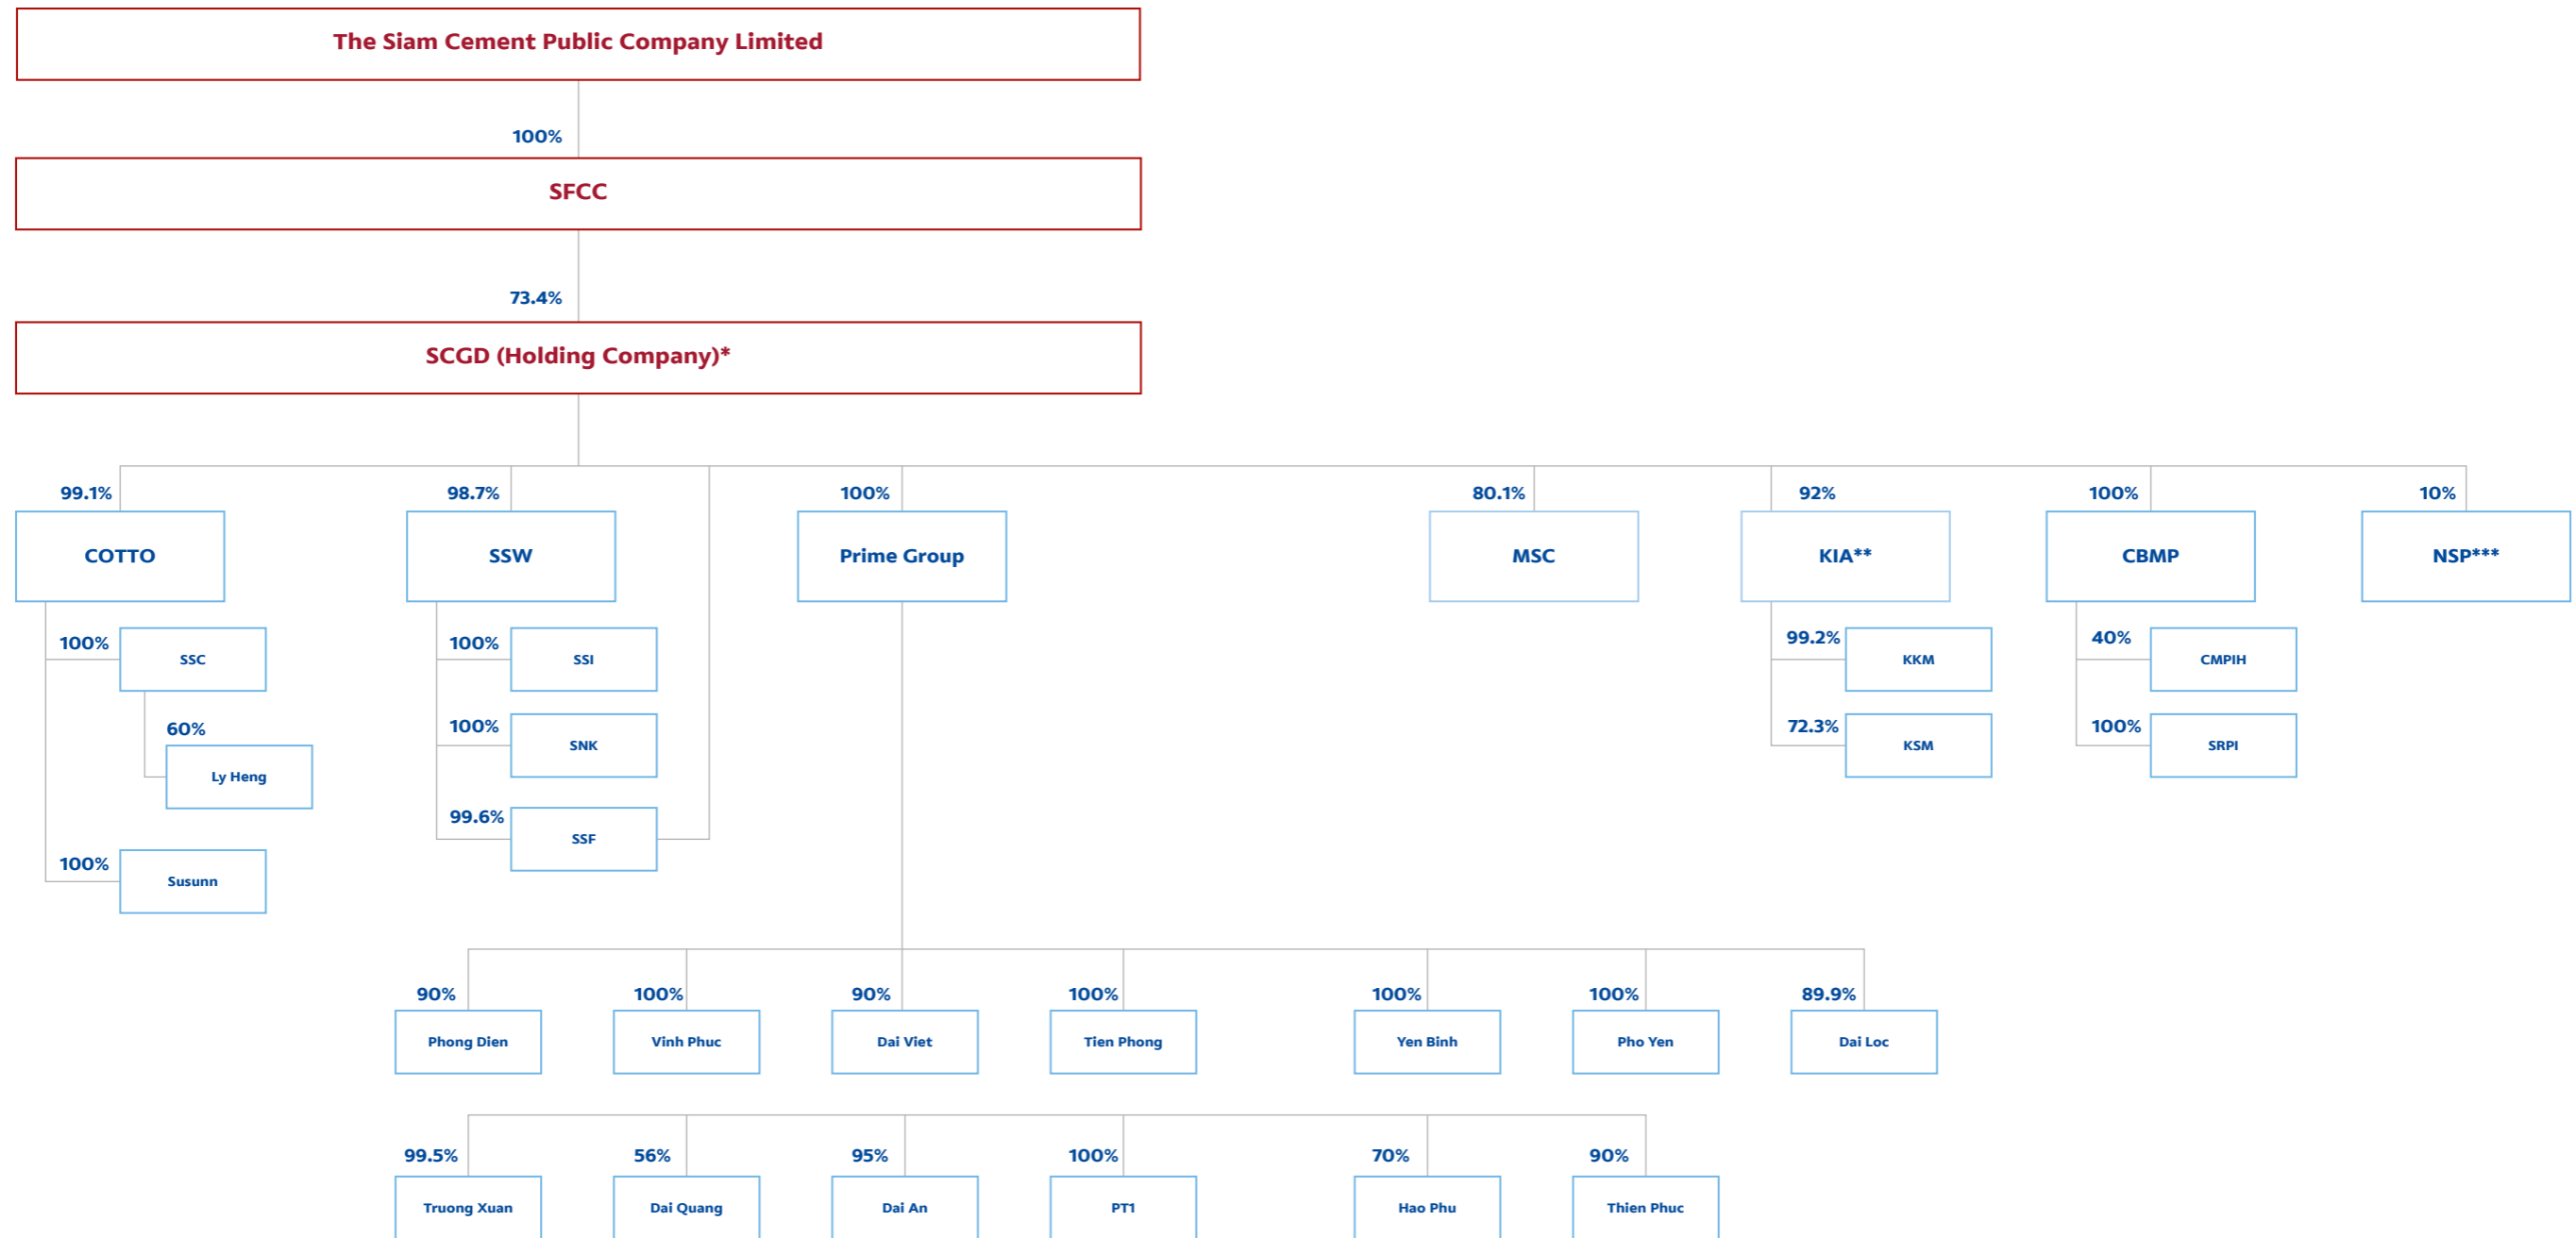 The Siam Cement Public Company Limited
100%
SFCC
73.4%
SCGD (Holding Company)*
99.1%
98.7%
100%
80.1%
92%
100%
10%
COTTO
SSW
Prime Group
MSC
KIA**
CBMP
NSP***
100%
SSC
100%
SSI
99.2%
KKM
40%
CMPIH
60%
Ly Heng
100%
SNK
72.3%
KSM
100%
SRPI
99.6%
SSF
100%
Susunn
90%
100%
90%
100%
100%
100%
89.9%
Phong Dien
Vinh Phuc
Dai Viet
Tien Phong
Yen Binh
Pho Yen
Dai Loc
99.5%
56%
95%
100%
70%
90%
Truong Xuan
Dai Quang
Dai An
PT1
Hao Phu
Thien Phuc